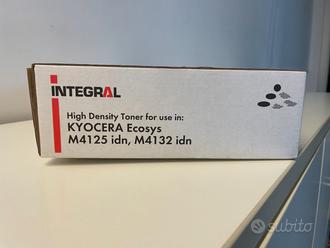 INTEGRAL
High Density Toner for use in:
KYOCERA Ecosys
M4125 idn, M4132 idn
subito